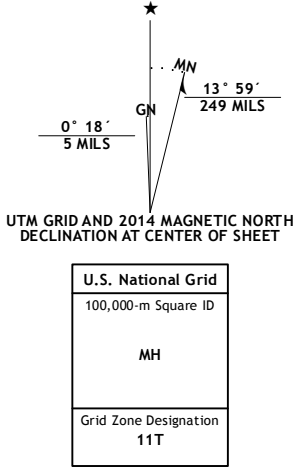 MN
13° 59´
249 MILS
GN
0° 18´
5 MILS
UTM GRID AND 2014 MAGNETIC NORTH
DECLINATION AT CENTER OF SHEET
U.S. National Grid
100,000-m Square ID
MH
Grid Zone Designation
11T